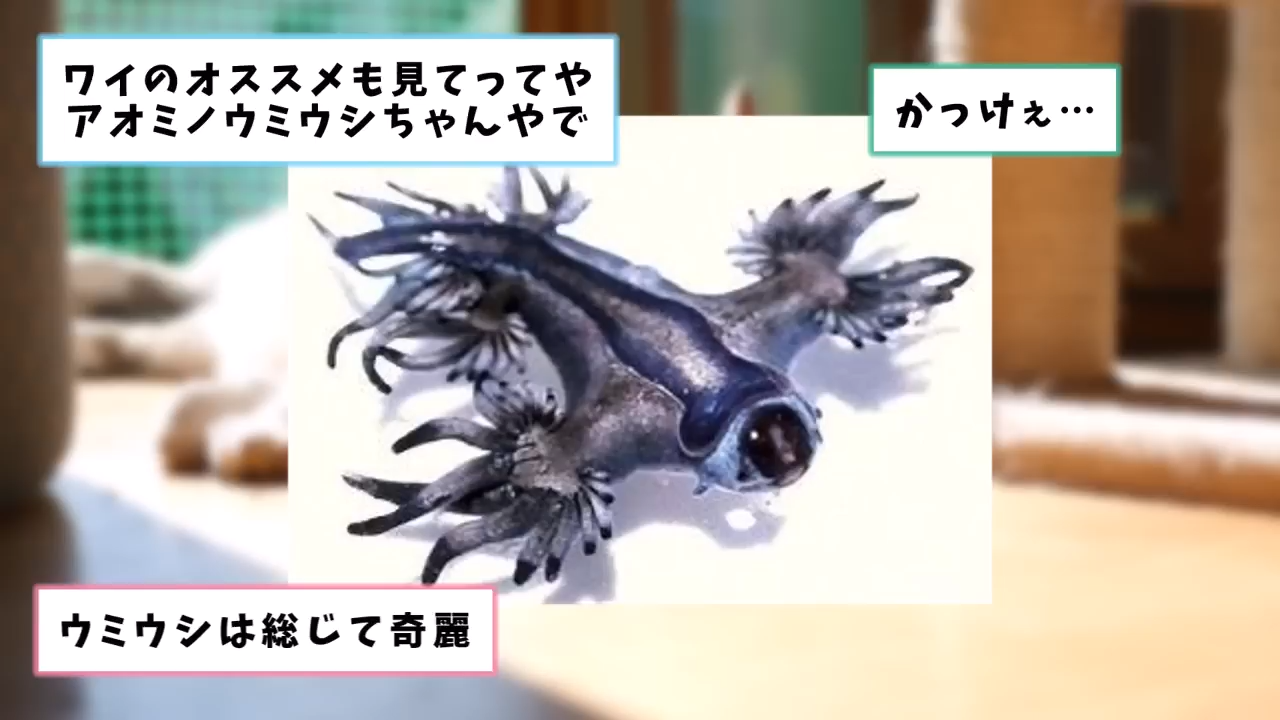 ワイのオススメも見てってや
アオミノウミウシちゃんやで
かっけぇ…
ウミウシは総じて奇麗